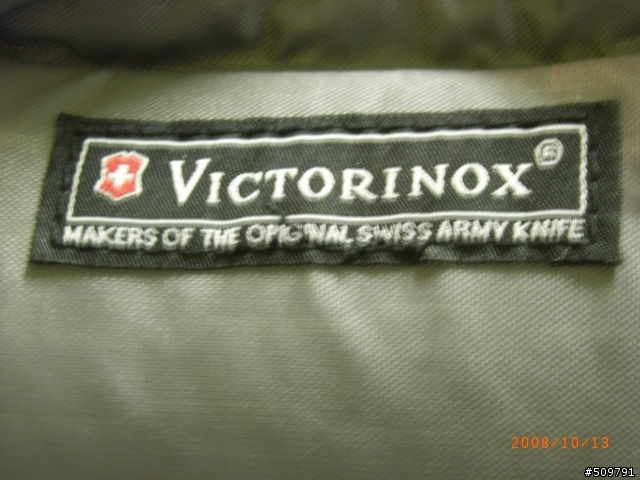 VICTORINOX®
MAKERS OF THE ORIGINAL SWISS ARMY KNIFE
2008/10/13
#509791